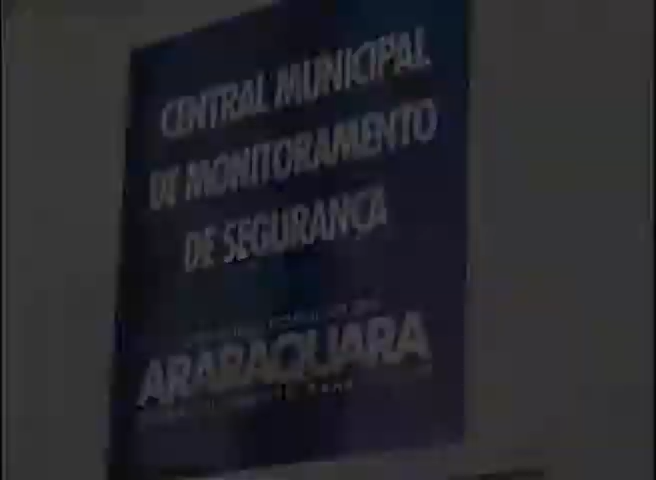 CENTRAL MUNICIPAL
DE MONITORAMENTO
DE SEGURANÇA
ARARAQUARA